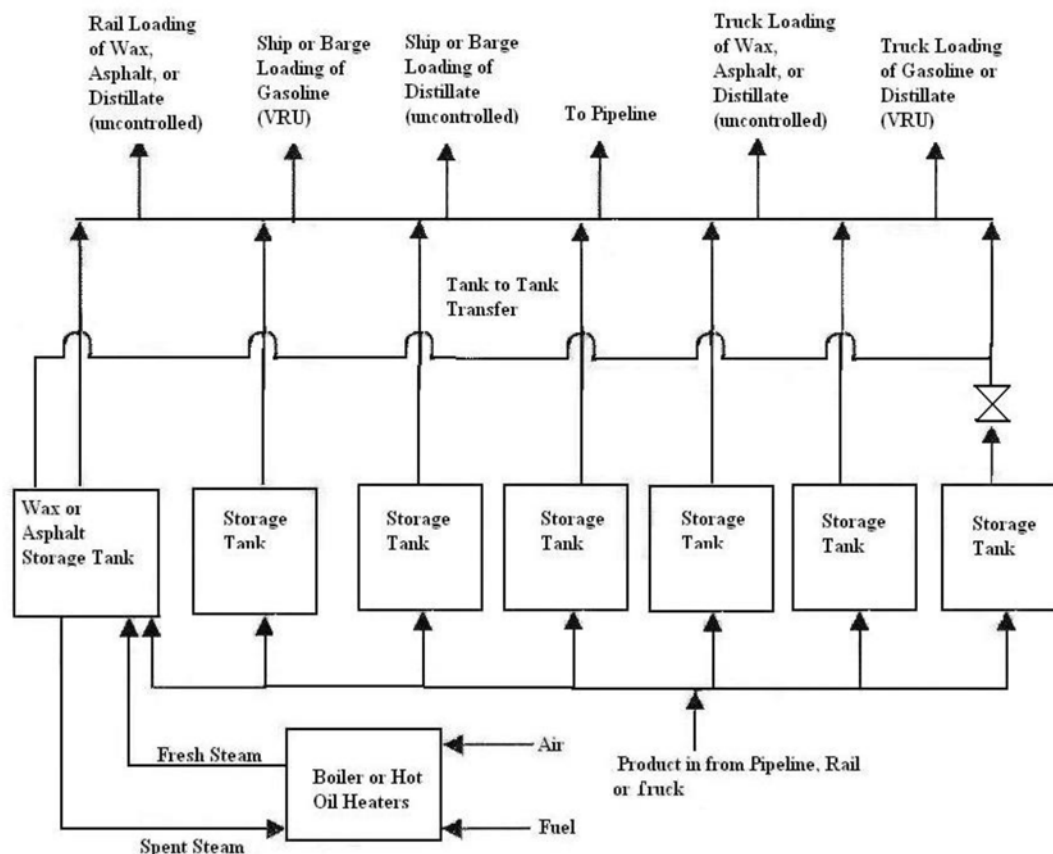 Rail Loading
of Wax,
Asphalt, or
Distillate
(uncontrolled)
Ship or Barge
Loading of
Gasoline
(VRU)
Ship or Barge
Loading of
Distillate
(uncontrolled)
To Pipeline
Truck Loading
of Wax,
Asphalt, or
Distillate
(uncontrolled)
Truck Loading
of Gasoline or
Distillate
(VRU)
Tank to Tank
Transfer
Wax or
Asphalt
Storage Tank
Storage
Tank
Storage
Tank
Storage
Tank
Storage
Tank
Storage
Tank
Storage
Tank
Fresh Steam
Boiler or Hot
Oil Heaters
Air
Fuel
Spent Steam
Product in from Pipeline, Rail
or Truck